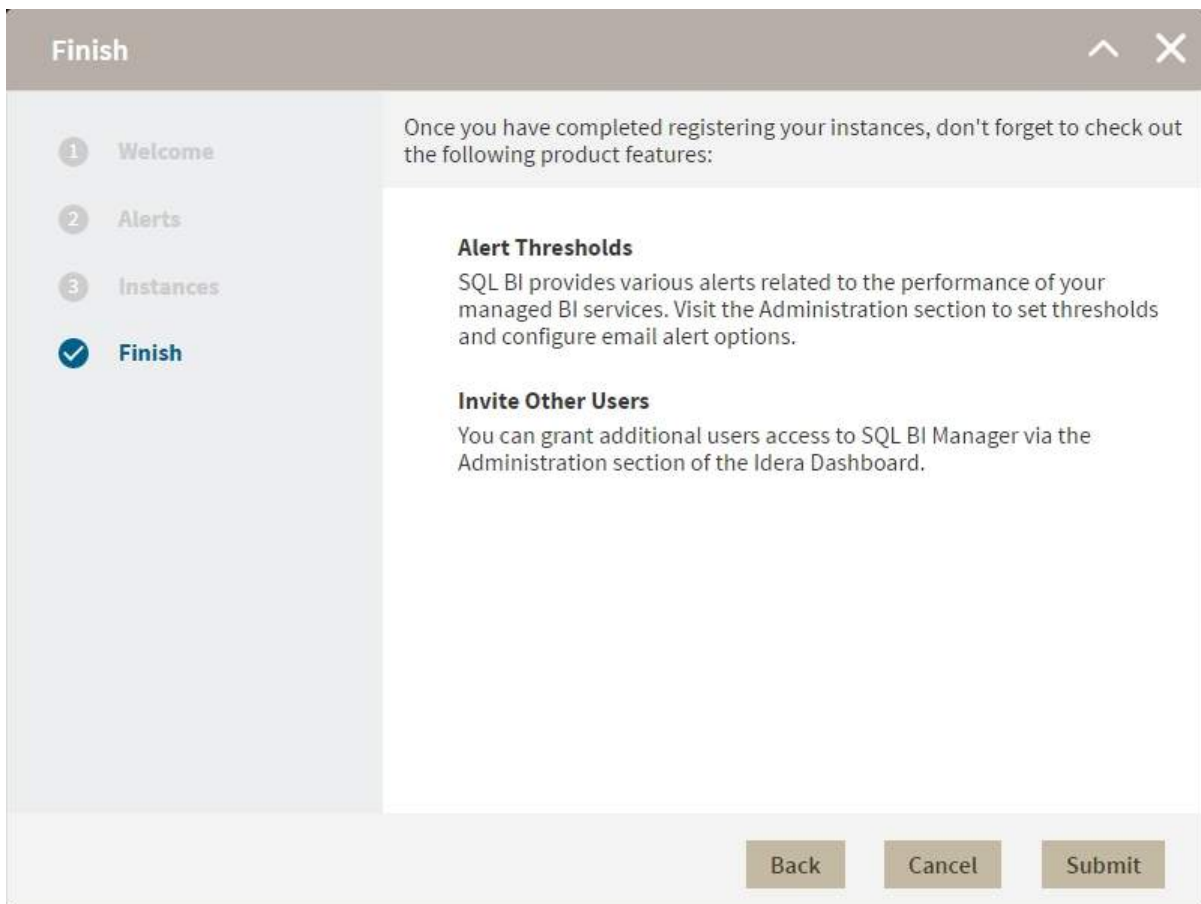 Finish
1 Welcome
2 Alerts
3 Instances
Finish
Once you have completed registering your instances, don't forget to check out
the following product features:
Alert Thresholds
SQL BI provides various alerts related to the performance of your
managed BI services. Visit the Administration section to set thresholds
and configure email alert options.
Invite Other Users
You can grant additional users access to SQL BI Manager via the
Administration section of the Idera Dashboard.
Back Cancel Submit